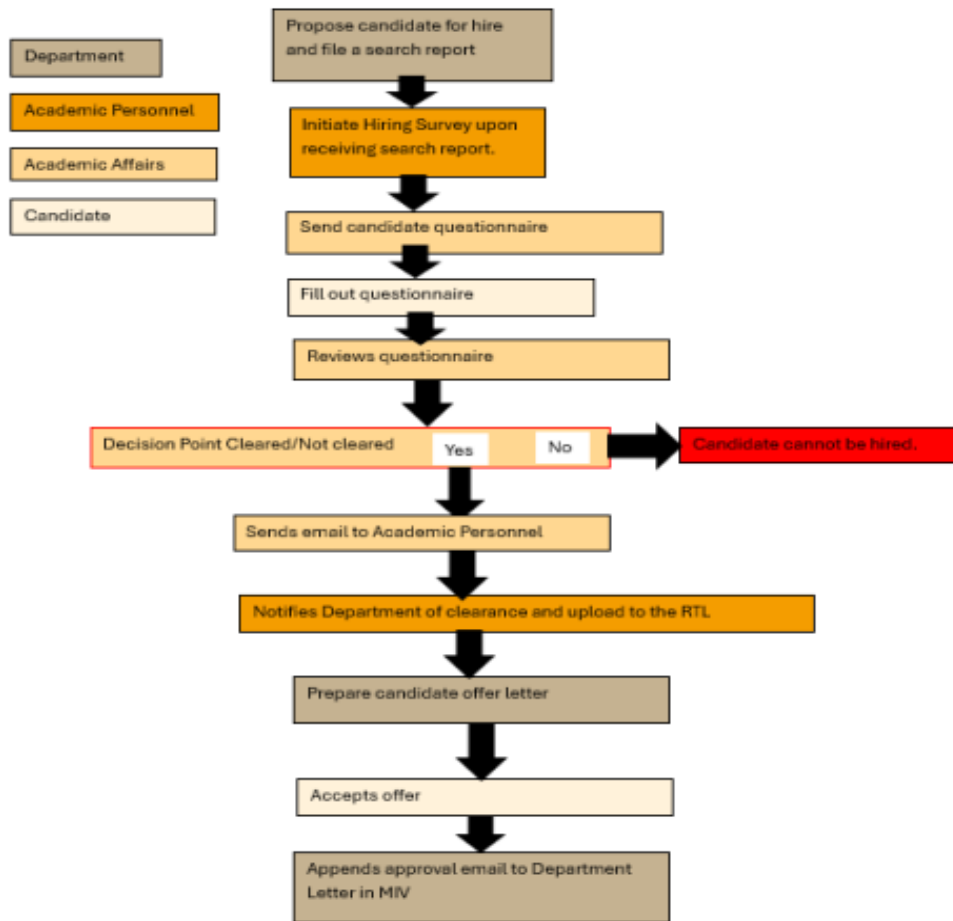 Propose candidate for hire
and file a search report
Department
Academic Personnel
Initiate Hiring Survey upon
receiving search report.
Academic Affairs
Candidate
Send candidate questionnaire
Fill out questionnaire
Reviews questionnaire
Decision Point Cleared/Not cleared
Yes
No
Candidate cannot be hired.
Sends email to Academic Personnel
Notifies Department of clearance and upload to the RTL
Prepare candidate offer letter
Accepts offer
Appends approval email to Department
Letter in MIV